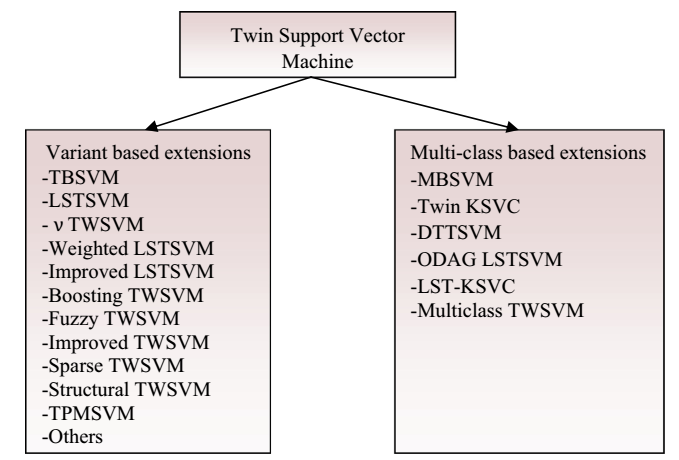 Twin Support Vector
Machine
Variant based extensions
-TBSVM
-LSTSVM
- ν TWSVM
-Weighted LSTSVM
-Improved LSTSVM
-Boosting TWSVM
-Fuzzy TWSVM
-Improved TWSVM
-Sparse TWSVM
-Structural TWSVM
-TPMSVM
-Others
Multi-class based extensions
-MBSVM
-Twin KSVC
-DTTSVM
-ODAG LSTSVM
-LST-KSVC
-Multiclass TWSVM